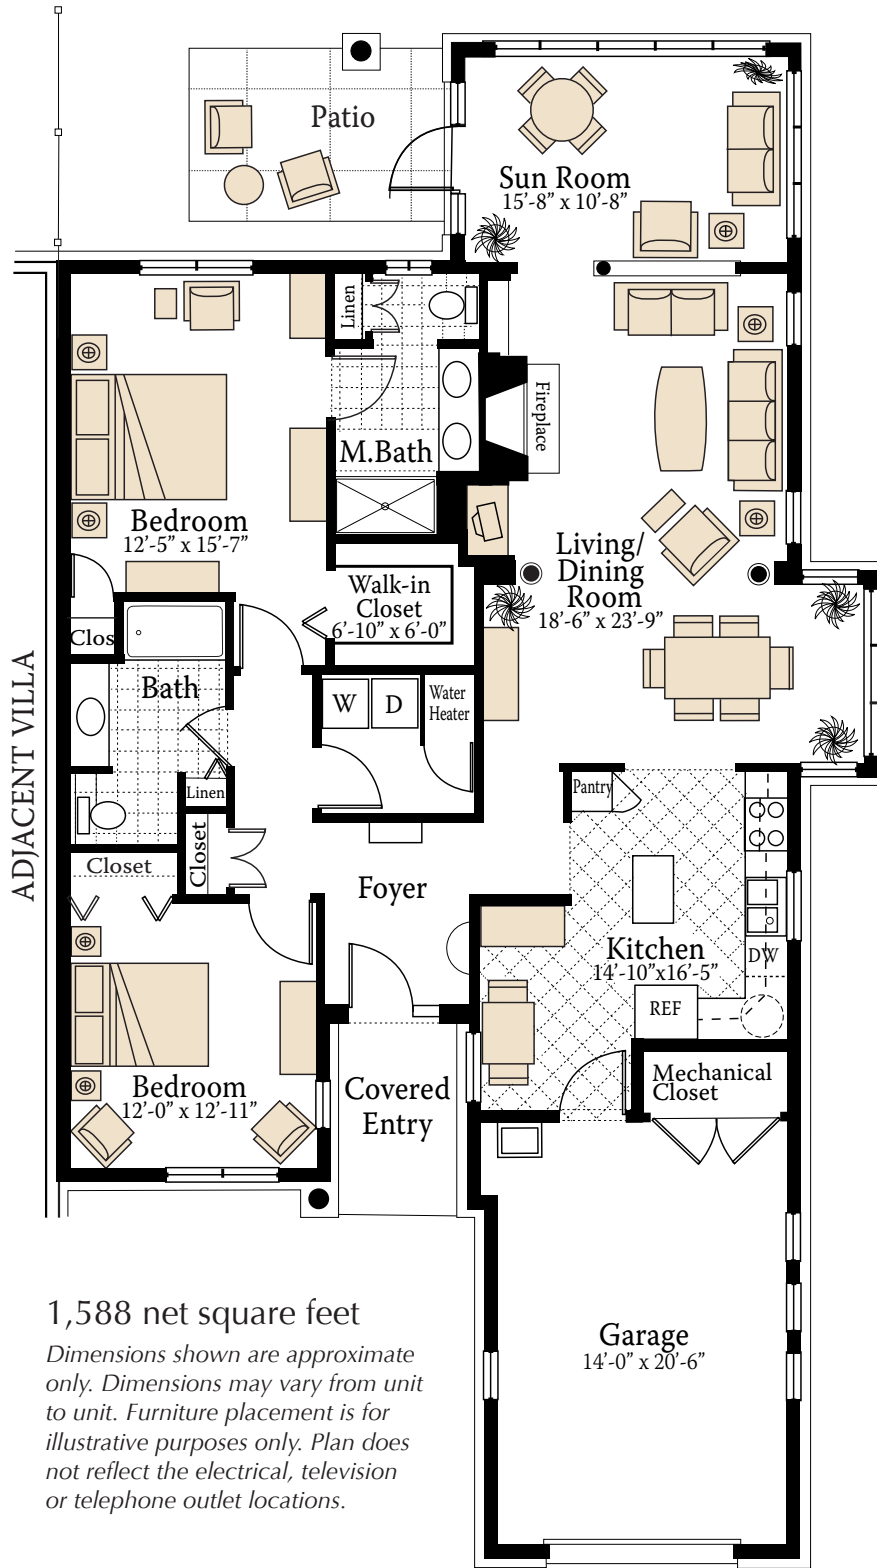 Patio
Sun Room
15'-8" x 10'-8"
Linen
Fireplace
M.Bath
Bedroom
12'-5" x 15'-7"
Living/
Dining
Room
18'-6" x 23'-9"
Walk-in
Closet
6'-10" x 6'-0"
Clos
Bath
W
D
Water
Heater
ADJACENT VILLA
Linen
Pantry
Closet
Closet
Foyer
Kitchen
14'-10"x16'-5"
DW
REF
Bedroom
12'-0" x 12'-11"
Covered
Entry
Mechanical
Closet
Garage
14'-0" x 20'-6"
1,588 net square feet
Dimensions shown are approximate
only. Dimensions may vary from unit
to unit. Furniture placement is for
illustrative purposes only. Plan does
not reflect the electrical, television
or telephone outlet locations.